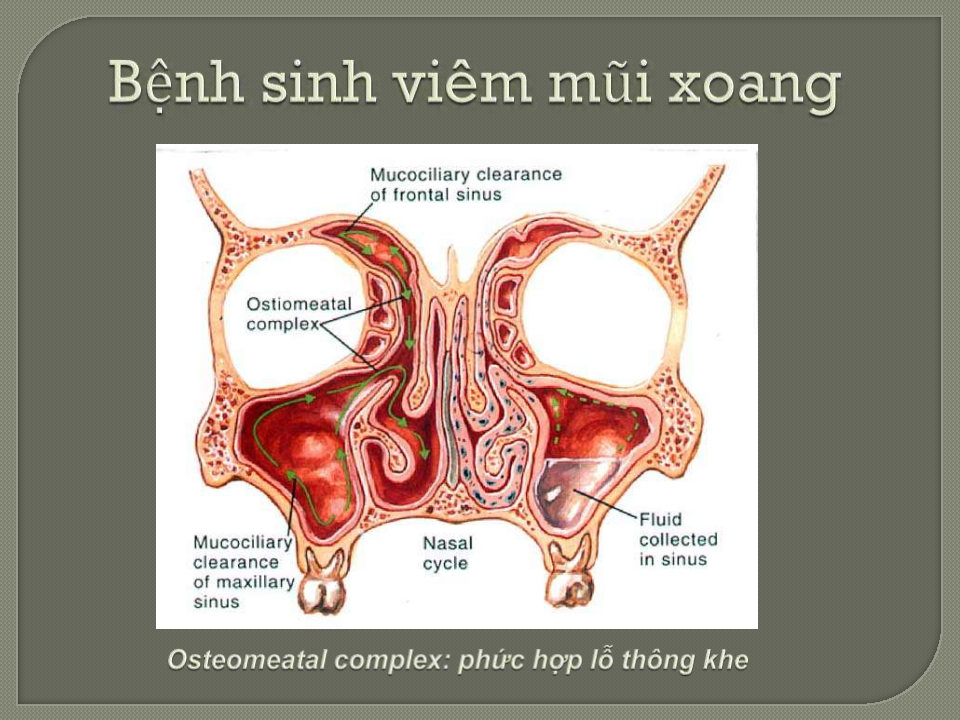 Bệnh sinh viêm mũi xoang
Mucociliary clearance
of frontal sinus
Ostiomeatal
complex
Mucociliary
clearance
of maxillary
sinus
Nasal
cycle
Fluid
collected
in sinus
Osteomeatal complex: phức hợp lỗ thông khe